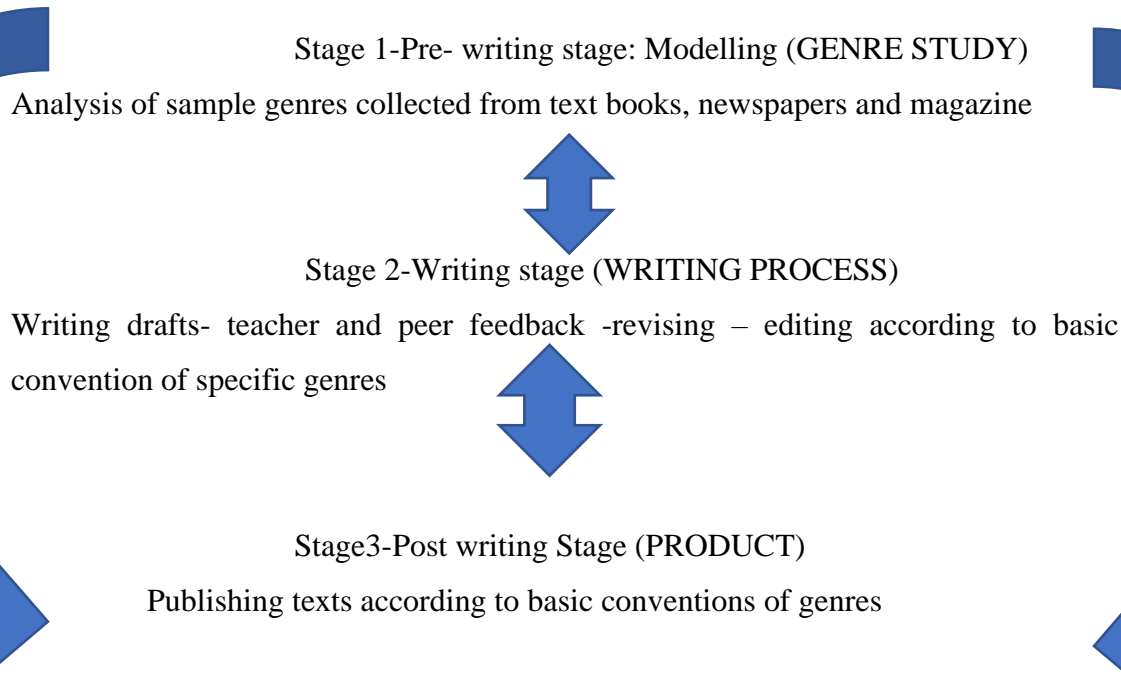 Stage 1-Pre- writing stage: Modelling (GENRE STUDY)
Analysis of sample genres collected from text books, newspapers and magazine
Stage 2-Writing stage (WRITING PROCESS)
Writing drafts- teacher and peer feedback -revising – editing according to basic
convention of specific genres
Stage3-Post writing Stage (PRODUCT)
Publishing texts according to basic conventions of genres